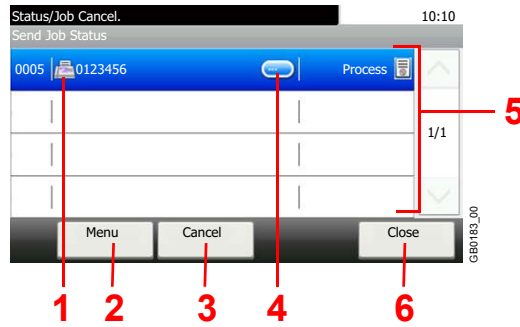 Status/Job Cancel. 10:10
Send Job Status
0005 0123456 ... Process
5
1/1
Menu Cancel Close
GB0183_00
1 2 3 4 6